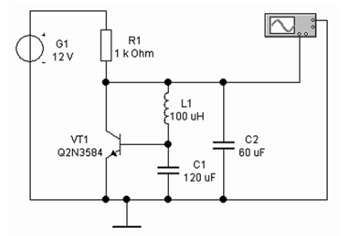 G1
12 V
R1
1 k Ohm
L1
100 uH
VT1
Q2N3584
C1
120 uF
C2
60 uF